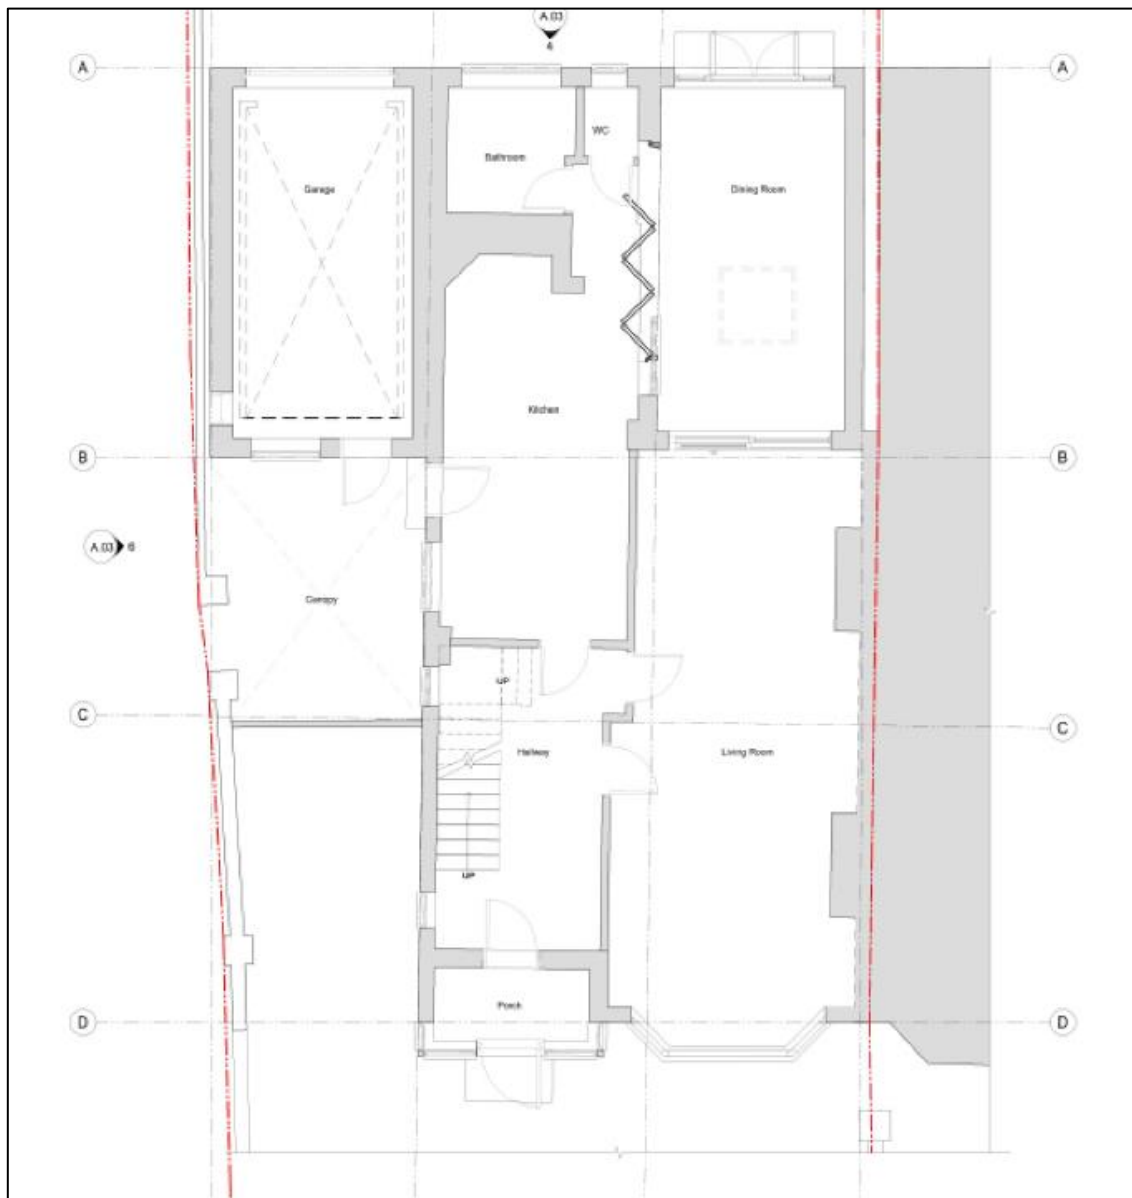 A.03
4
A A
WC
Bathroom
Garage
Dining Room
Kitchen
B B
A.03 6
Canopy
UP
C C
Hallway
Living Room
UP
Porch
D D